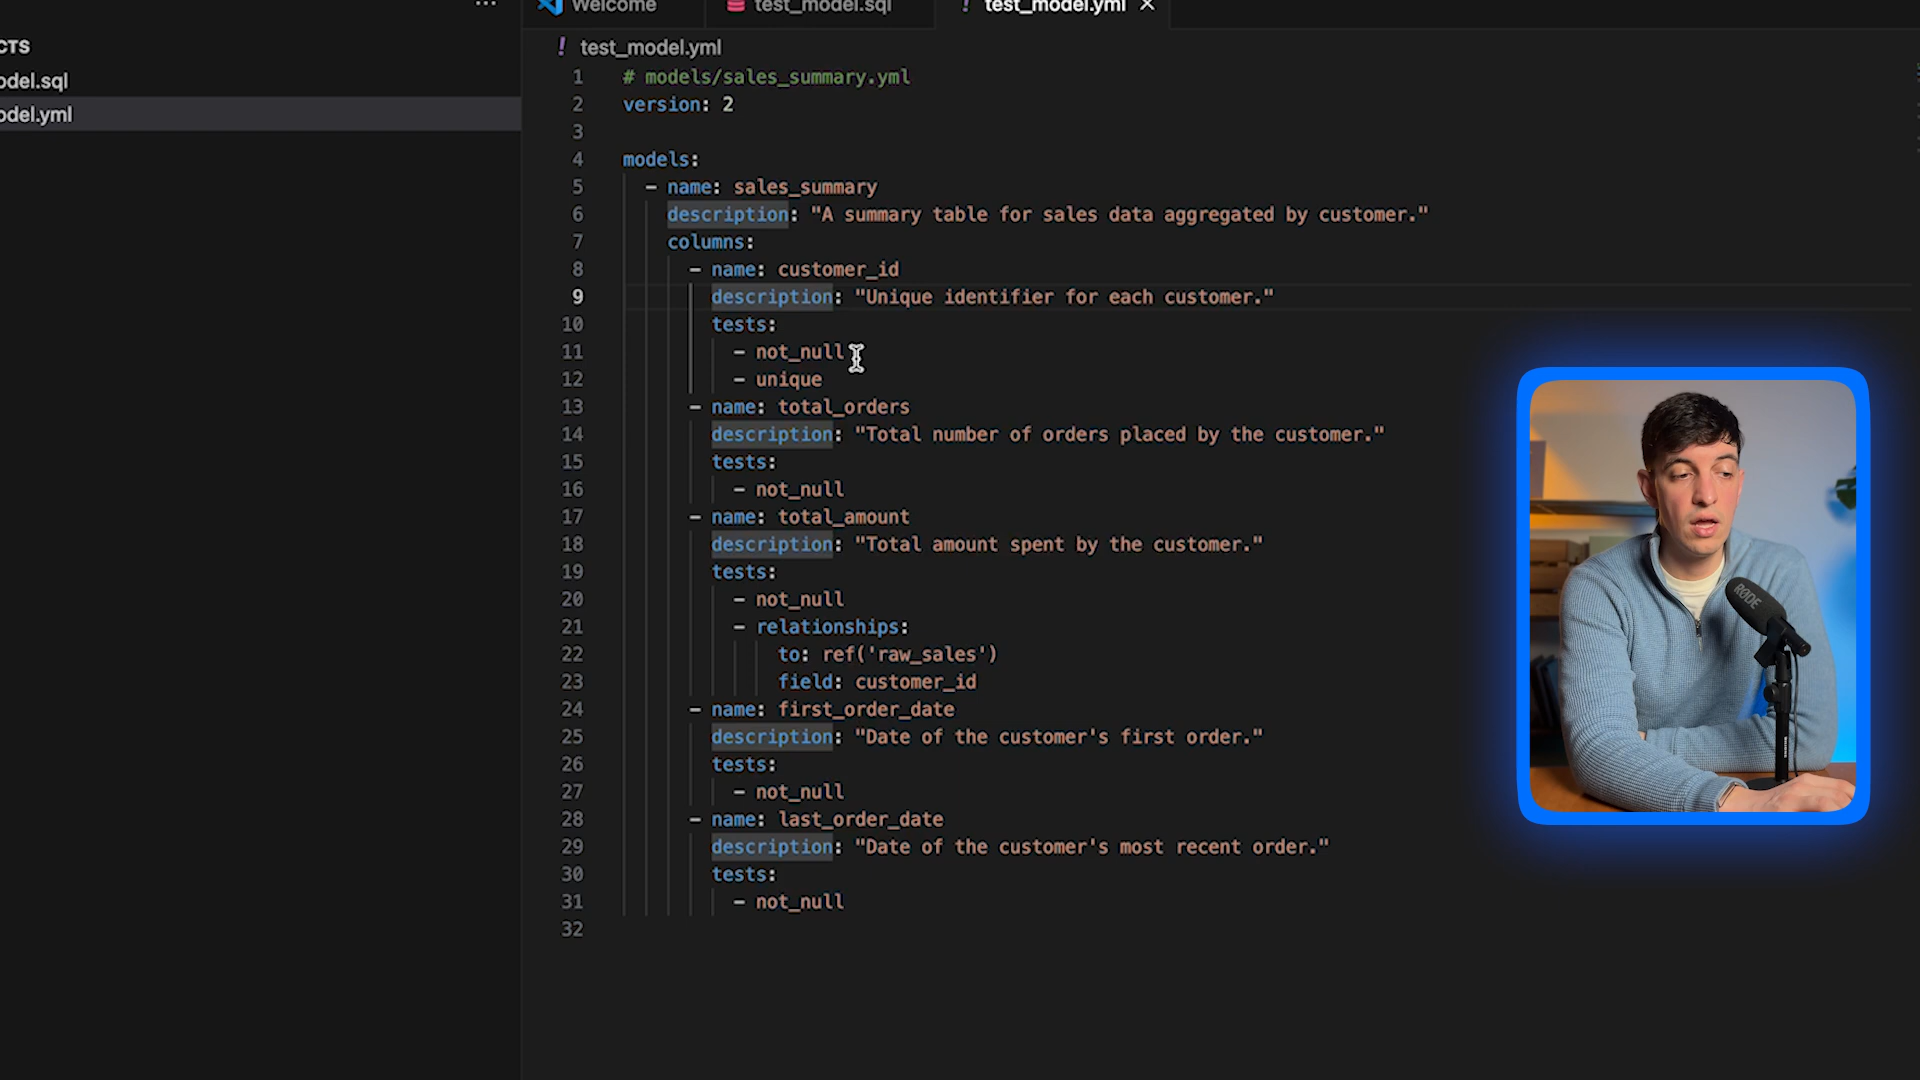 ...
Welcome
test_model.sql
! test_model.yml ×
CTS
odel.sql
odel.yml
! test_model.yml
1 # models/sales_summary.yml
2 version: 2
3
4 models:
5 - name: sales_summary
6 description: "A summary table for sales data aggregated by customer."
7 columns:
8 - name: customer_id
9 description: "Unique identifier for each customer."
10 tests:
11 - not_null
12 - unique
13 - name: total_orders
14 description: "Total number of orders placed by the customer."
15 tests:
16 - not_null
17 - name: total_amount
18 description: "Total amount spent by the customer."
19 tests:
20 - not_null
21 - relationships:
22 to: ref('raw_sales')
23 field: customer_id
24 - name: first_order_date
25 description: "Date of the customer's first order."
26 tests:
27 - not_null
28 - name: last_order_date
29 description: "Date of the customer's most recent order."
30 tests:
31 - not_null
32
RØDE